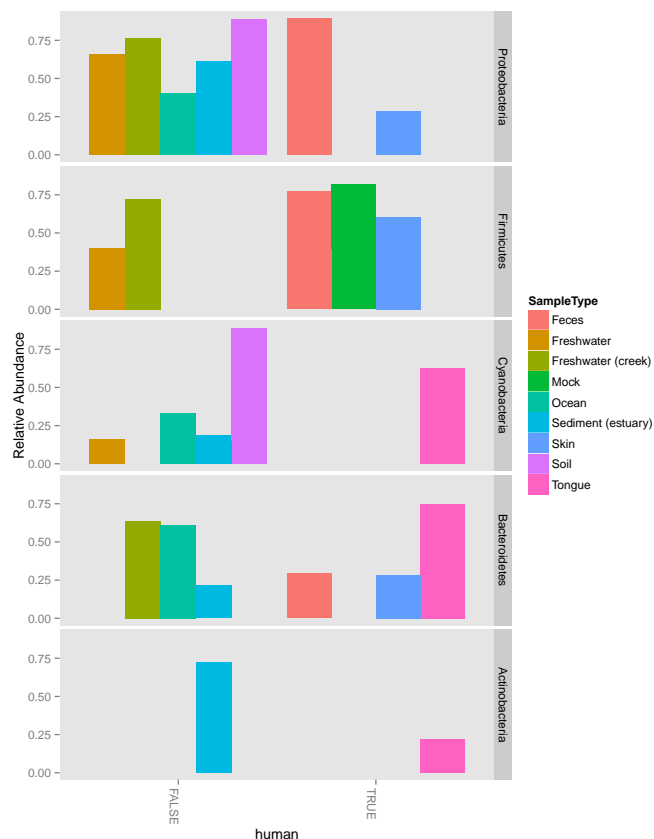 Relative Abundance
0.75
0.50
0.25
0.00
Proteobacteria
0.75
0.50
0.25
0.00
Firmicutes
0.75
0.50
0.25
0.00
Cyanobacteria
0.75
0.50
0.25
0.00
Bacteroidetes
0.75
0.50
0.25
0.00
Actinobacteria
FALSE
TRUE
human
SampleType
Feces
Freshwater
Freshwater (creek)
Mock
Ocean
Sediment (estuary)
Skin
Soil
Tongue